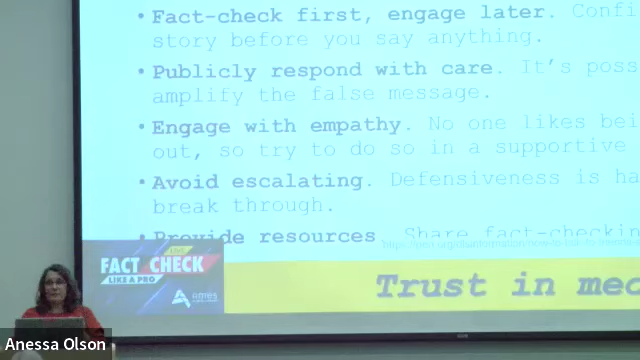 • Fact-check first, engage later. Confi
story before you say anything.
• Publicly respond with care. It's poss
amplify the false message.
• Engage with empathy. No one likes bei
out, so try to do so in a supportive
• Avoid escalating. Defensiveness is ha
break through.
• Provide resources. Share fact-checkin
FACT CHECK
LIKE A PRO
Trust in med
Anessa Olson